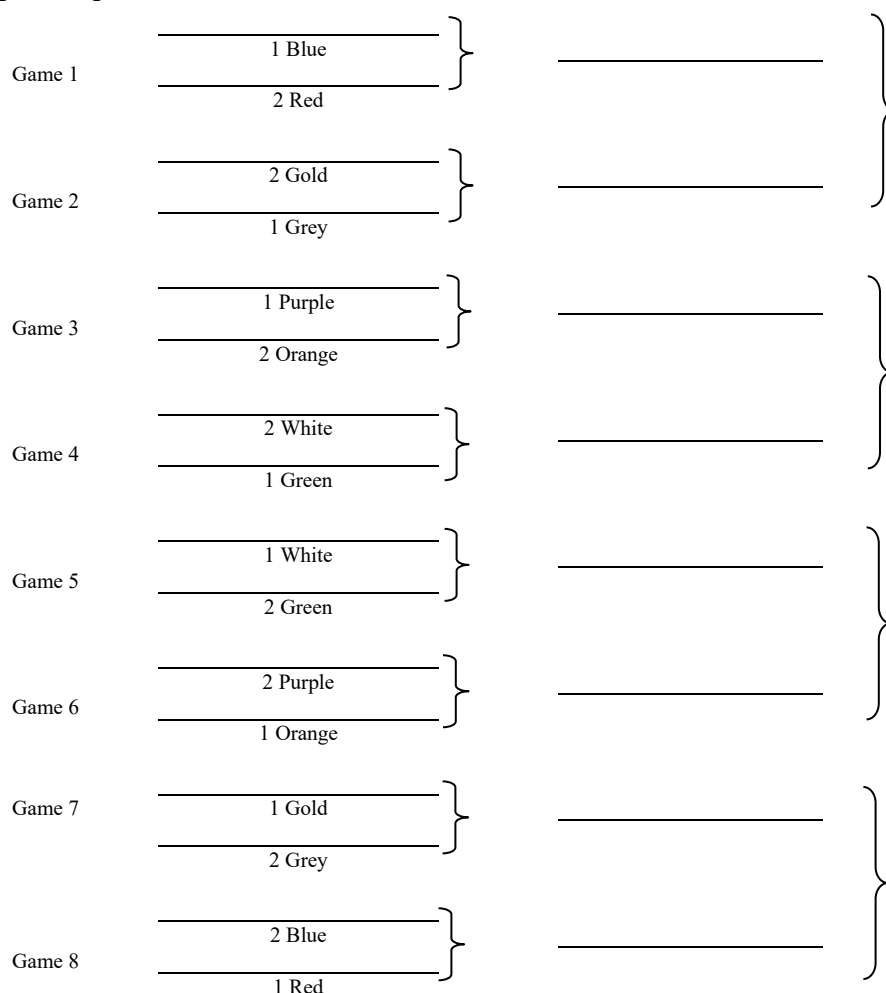 1 Blue
Game 1
2 Red
2 Gold
Game 2
1 Grey
1 Purple
Game 3
2 Orange
2 White
Game 4
1 Green
1 White
Game 5
2 Green
2 Purple
Game 6
1 Orange
Game 7
1 Gold
2 Grey
2 Blue
Game 8
1 Red